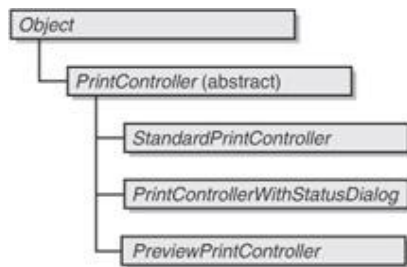 Object
PrintController (abstract)
StandardPrintController
PrintControllerWithStatusDialog
PreviewPrintController